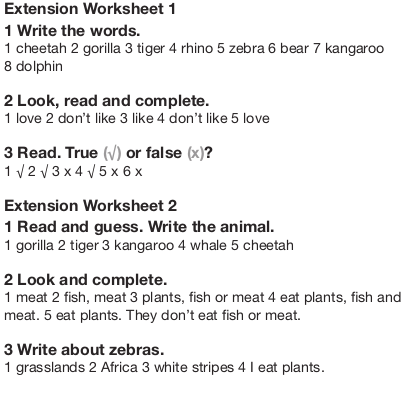 Extension Worksheet 1
1 Write the words.
1 cheetah 2 gorilla 3 tiger 4 rhino 5 zebra 6 bear 7 kangaroo
8 dolphin
2 Look, read and complete.
1 love 2 don't like 3 like 4 don't like 5 love
3 Read. True (√) or false (x)?
1 √ 2 √ 3 x 4 √ 5 x 6 x
Extension Worksheet 2
1 Read and guess. Write the animal.
1 gorilla 2 tiger 3 kangaroo 4 whale 5 cheetah
2 Look and complete.
1 meat 2 fish, meat 3 plants, fish or meat 4 eat plants, fish and
meat. 5 eat plants. They don't eat fish or meat.
3 Write about zebras.
1 grasslands 2 Africa 3 white stripes 4 I eat plants.